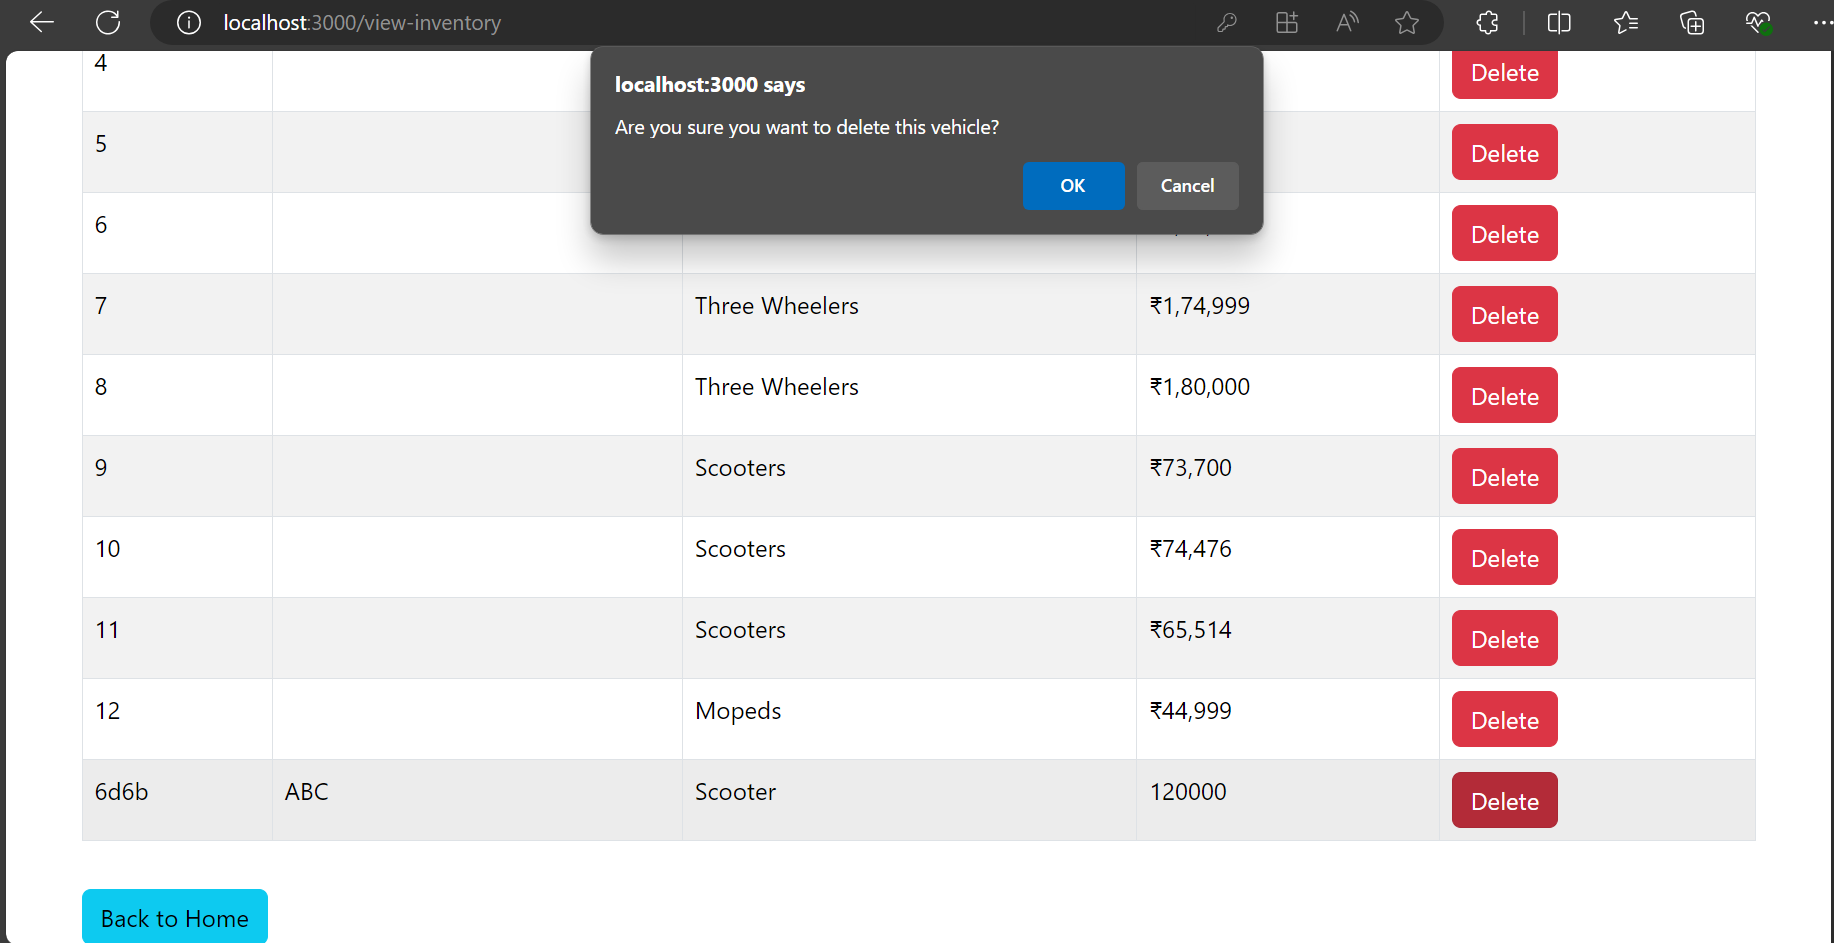 localhost:3000/view-inventory
localhost:3000 says
Are you sure you want to delete this vehicle?
OK Cancel
4 Delete
5 Delete
6 Delete
7 Three Wheelers ₹1,74,999 Delete
8 Three Wheelers ₹1,80,000 Delete
9 Scooters ₹73,700 Delete
10 Scooters ₹74,476 Delete
11 Scooters ₹65,514 Delete
12 Mopeds ₹44,999 Delete
6d6b ABC Scooter 120000 Delete
Back to Home